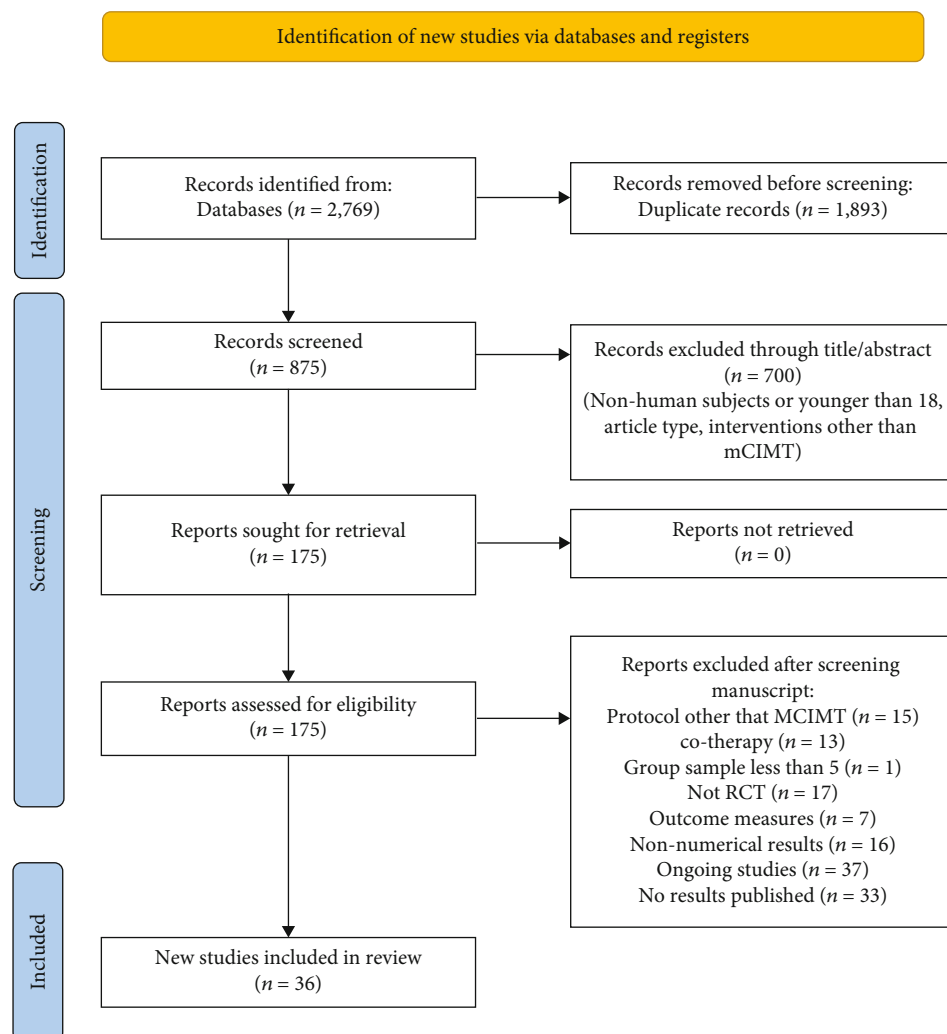 Identification of new studies via databases and registers
Identification
Records identified from:
Databases (n = 2,769)
Records removed before screening:
Duplicate records (n = 1,893)
Screening
Records screened
(n = 875)
Records excluded through title/abstract
(n = 700)
(Non-human subjects or younger than 18,
article type, interventions other than
mCIMT)
Reports sought for retrieval
(n = 175)
Reports not retrieved
(n = 0)
Reports assessed for eligibility
(n = 175)
Reports excluded after screening
manuscript:
Protocol other that MCIMT (n = 15)
co-therapy (n = 13)
Group sample less than 5 (n = 1)
Not RCT (n = 17)
Outcome measures (n = 7)
Non-numerical results (n = 16)
Ongoing studies (n = 37)
No results published (n = 33)
Included
New studies included in review
(n = 36)